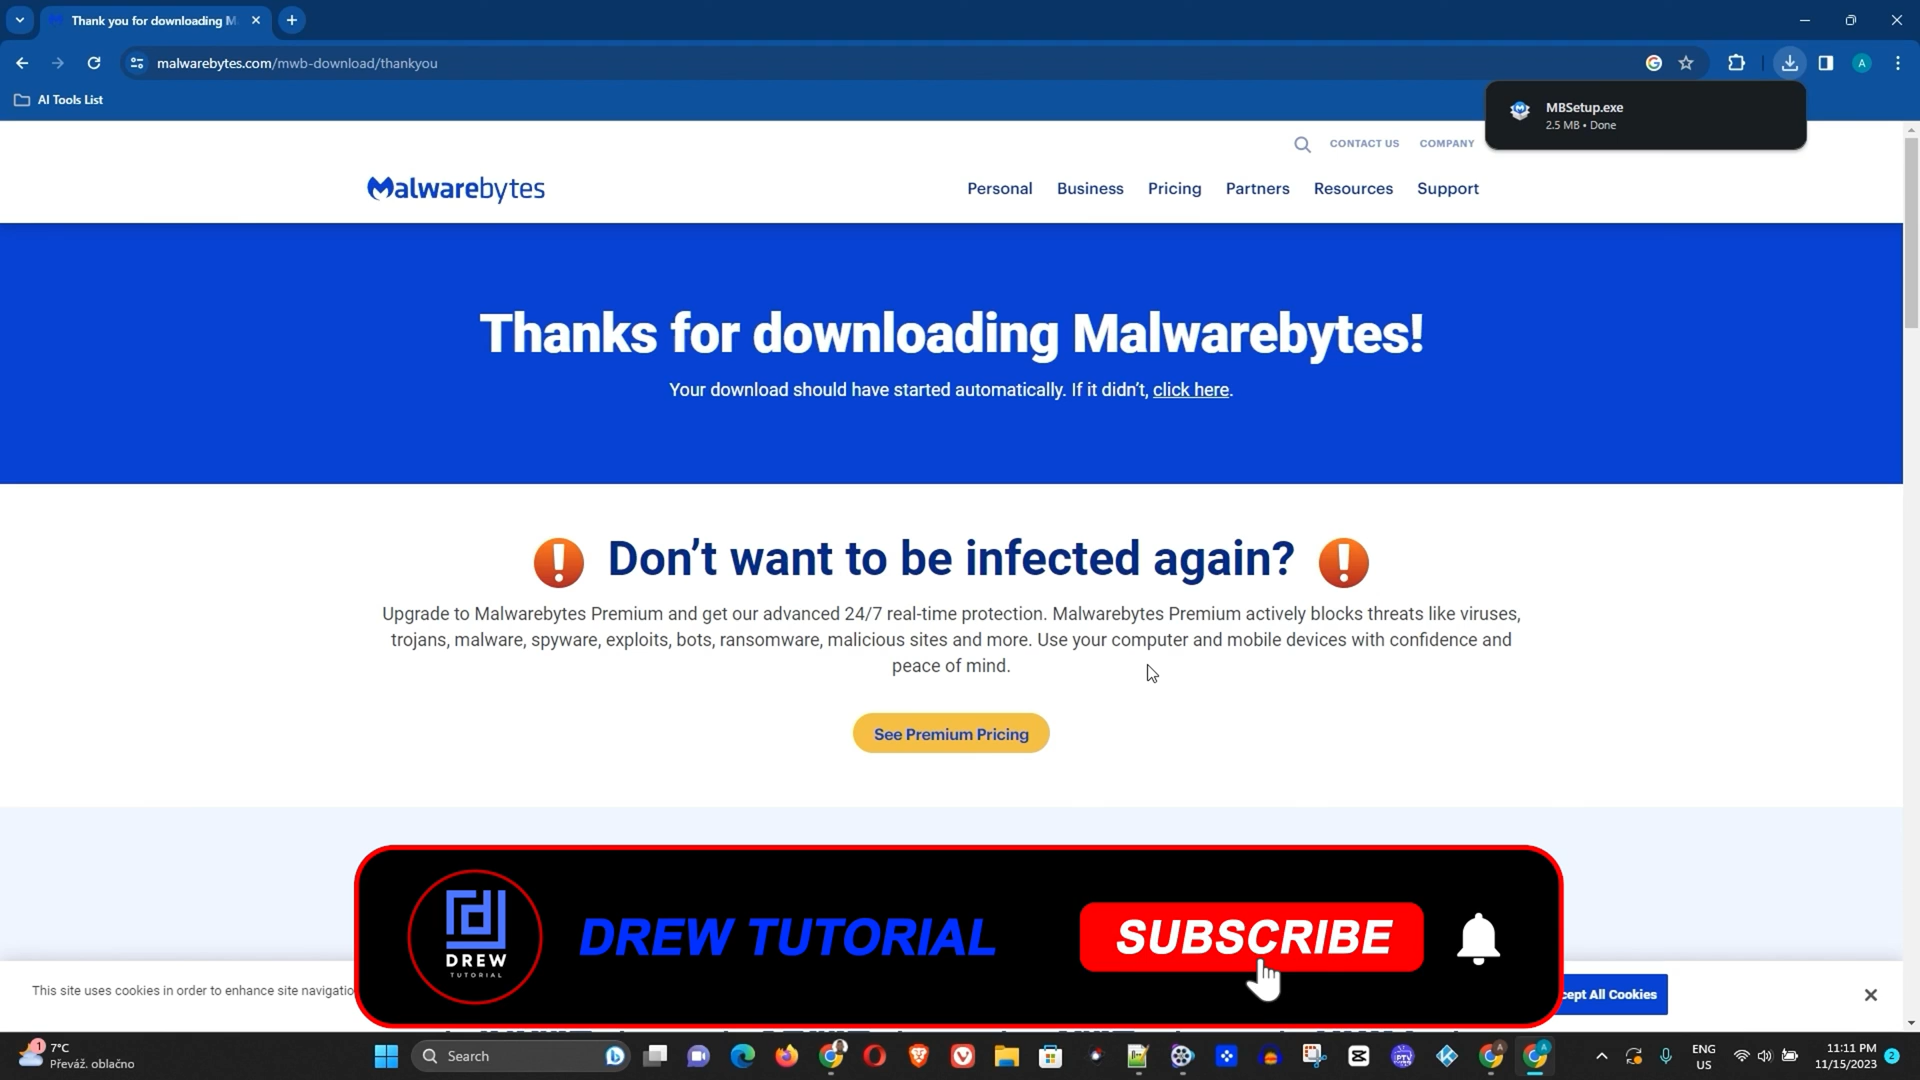 Thank you for downloading M
malwarebytes.com/mwb-download/thankyou
A
AI Tools List
MBSetup.exe
2.5 MB • Done
CONTACT US
COMPANY
Malwarebytes
Personal
Business
Pricing
Partners
Resources
Support
Thanks for downloading Malwarebytes!
Your download should have started automatically. If it didn't, click here.
Don't want to be infected again?
Upgrade to Malwarebytes Premium and get our advanced 24/7 real-time protection. Malwarebytes Premium actively blocks threats like viruses,
trojans, malware, spyware, exploits, bots, ransomware, malicious sites and more. Use your computer and mobile devices with confidence and
peace of mind.
See Premium Pricing
DREW
TUTORIAL
DREW TUTORIAL
SUBSCRIBE
This site uses cookies in order to enhance site navigatio
cept All Cookies
1
7°C
Převáž. oblačno
Search
ENG
US
11:11 PM
11/15/2023
2